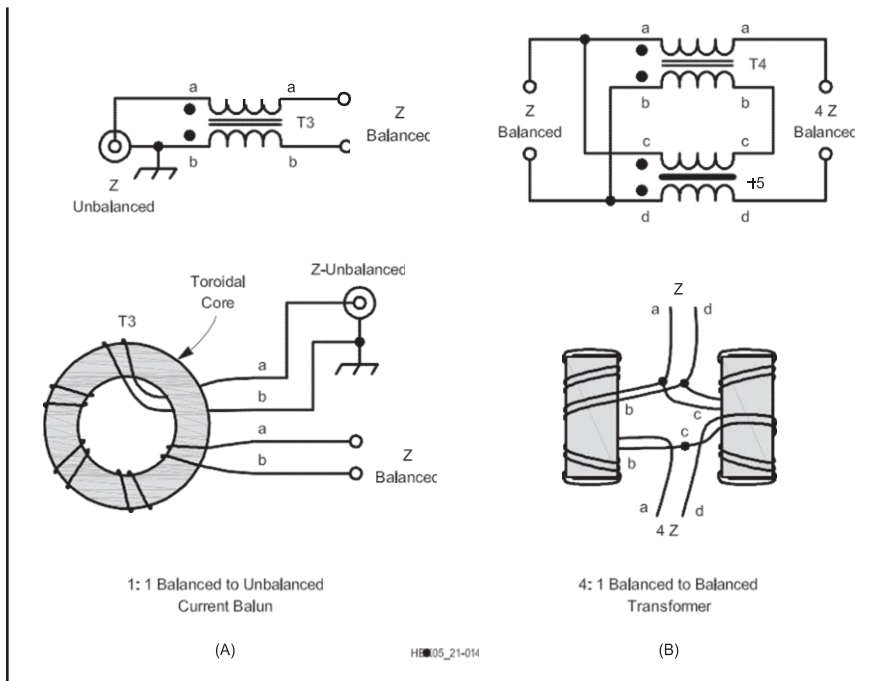 a
a
T3
Z
Balanced
b
b
Z
Unbalanced
a
a
T4
b
b
Z
Balanced
4 Z
Balanced
c
c
†5
d
d
Toroidal
Core
Z-Unbalanced
T3
a
b
a
b
Z
Balanced
Z
a
d
b
c
c
b
a
d
4 Z
1: 1 Balanced to Unbalanced
Current Balun
4: 1 Balanced to Balanced
Transformer
(A)
(B)